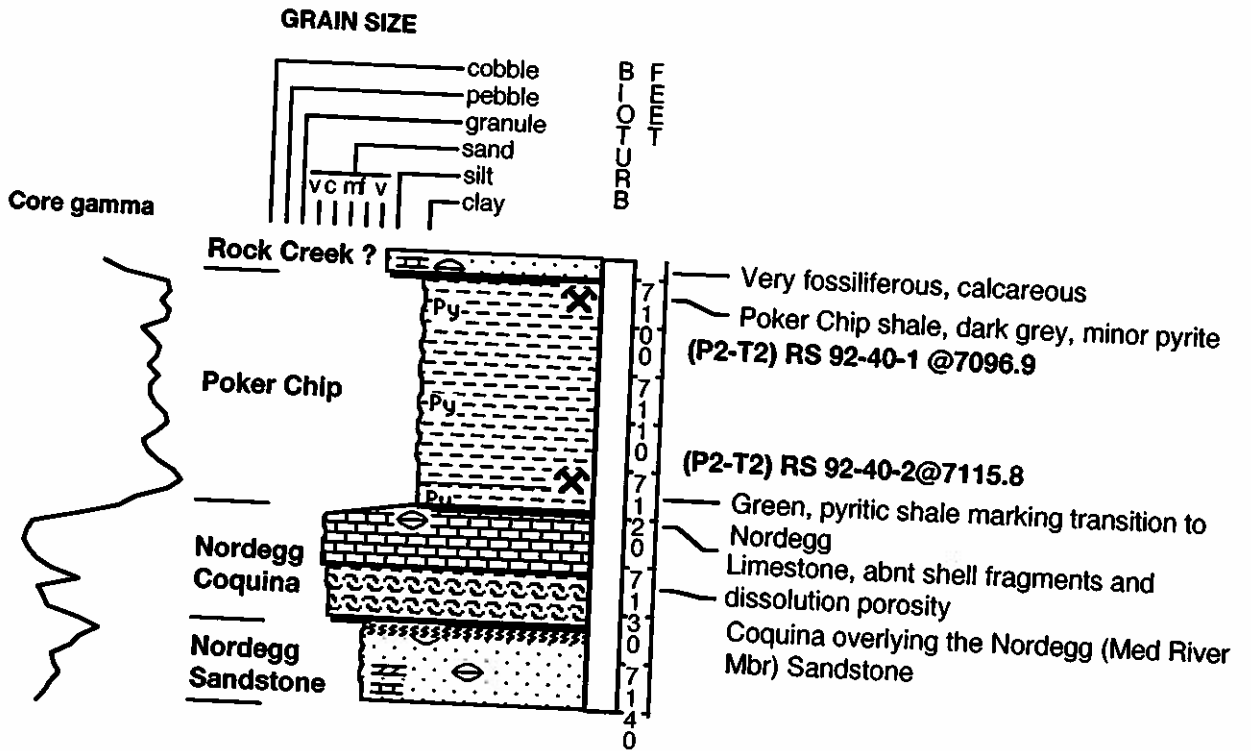 GRAIN SIZE
cobble
pebble
granule
sand
silt
clay
v c m f v
BIOTURB
FEET
Core gamma
Rock Creek ?
Poker Chip
Nordegg
Coquina
Nordegg
Sandstone
Py
Py
Py
7100
7110
7120
7130
7140
Very fossiliferous, calcareous
Poker Chip shale, dark grey, minor pyrite
(P2-T2) RS 92-40-1 @7096.9
(P2-T2) RS 92-40-2@7115.8
Green, pyritic shale marking transition to
Nordegg
Limestone, abnt shell fragments and
dissolution porosity
Coquina overlying the Nordegg (Med River
Mbr) Sandstone